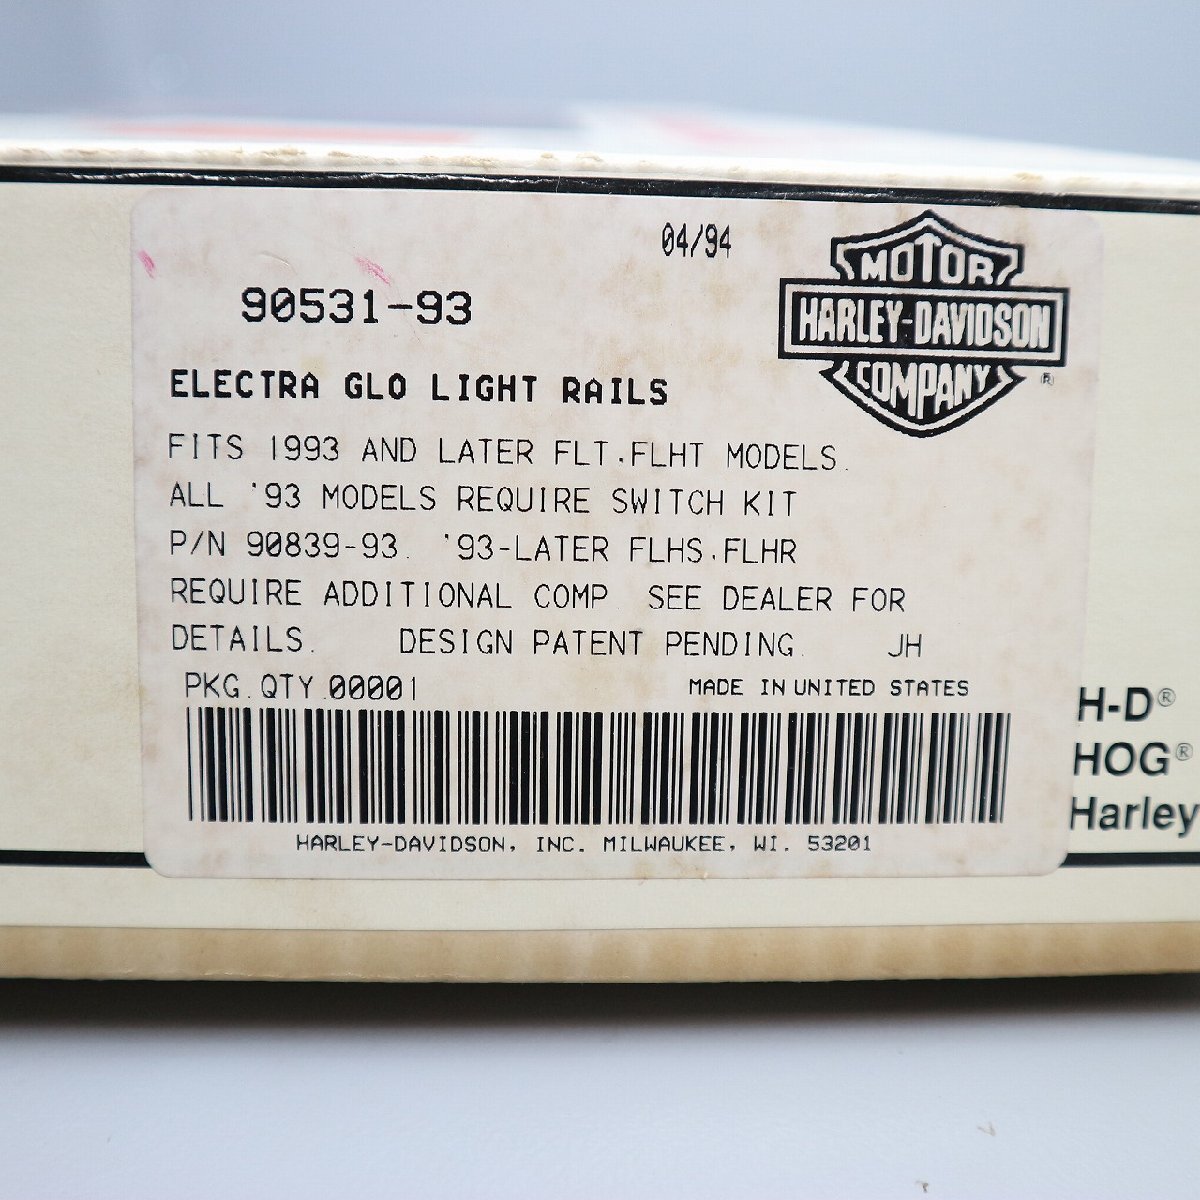 04/94
MOTOR
HARLEY-DAVIDSON
COMPANY
®
90531-93
ELECTRA GLO LIGHT RAILS
FITS 1993 AND LATER FLT.FLHT MODELS.
ALL '93 MODELS REQUIRE SWITCH KIT
P/N 90839-93. '93-LATER FLHS.FLHR
REQUIRE ADDITIONAL COMP SEE DEALER FOR
DETAILS. DESIGN PATENT PENDING. JH
PKG.QTY.00001 MADE IN UNITED STATES
HARLEY-DAVIDSON, INC. MILWAUKEE, WI. 53201
H-D®
HOG®
Harley